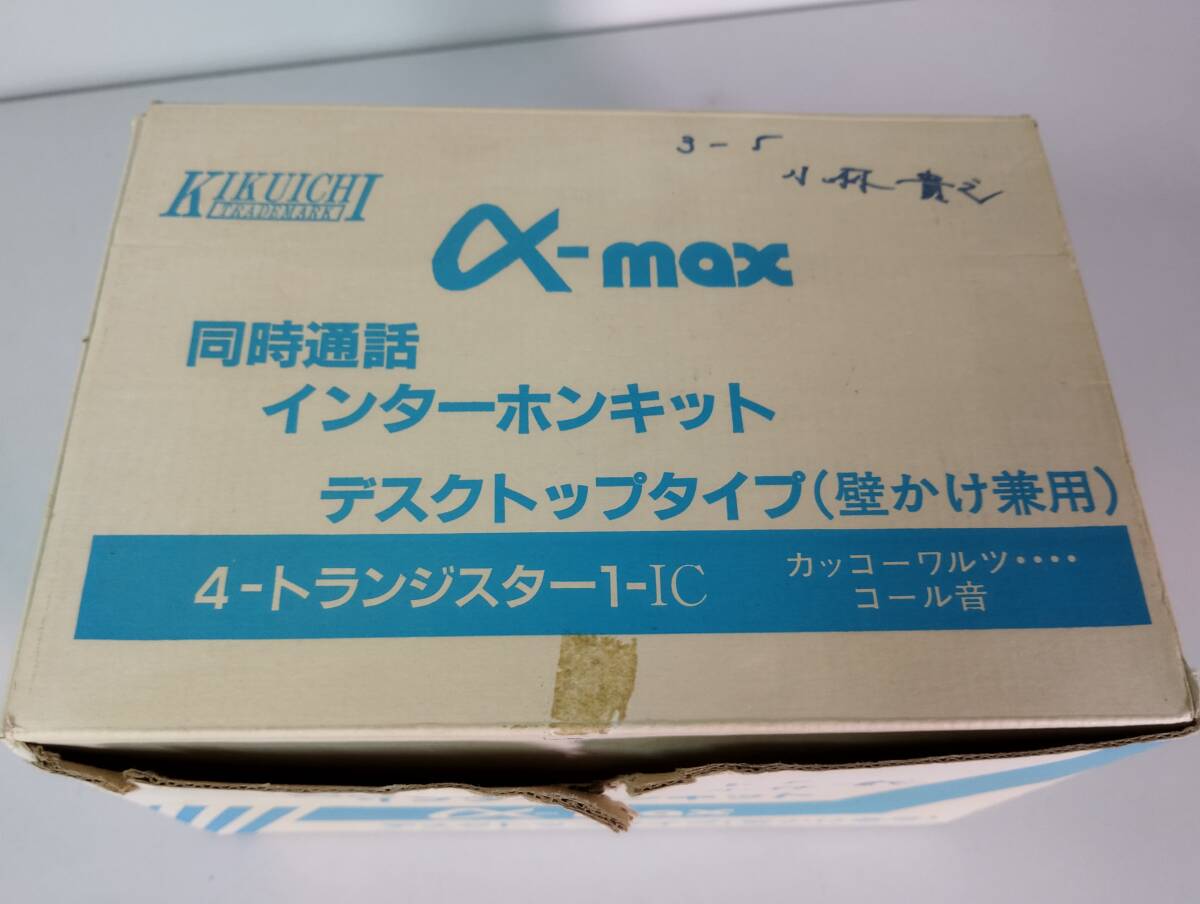 3-5
小林貴之
KIKUICHI
TRADEMARK
α-max
同時通話
インターホンキット
デスクトップタイプ(壁かけ兼用)
4-トランジスター1-IC
カッコーワルツ････
コール音